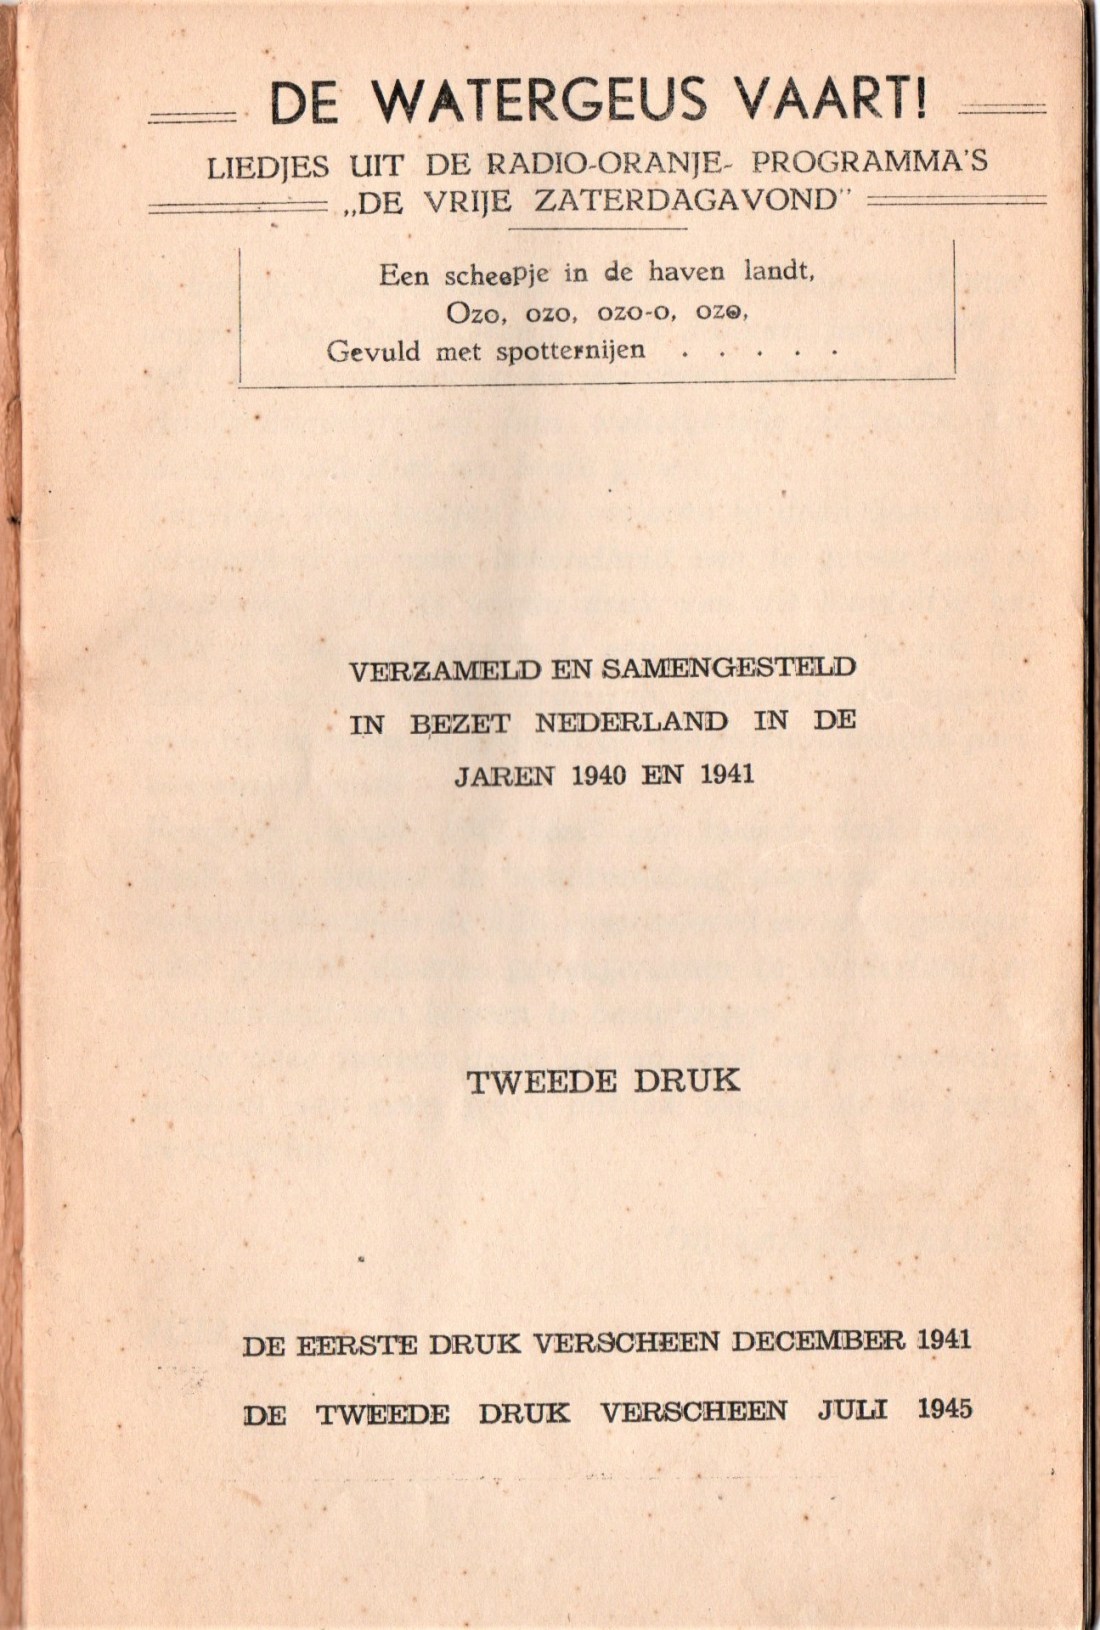 DE WATERGEUS VAART!
LIEDJES UIT DE RADIO-ORANJE- PROGRAMMA'S
„DE VRIJE ZATERDAGAVOND"
Een scheepje in de haven landt,
Ozo, ozo, ozo-o, ozo,
Gevuld met spotternijen . . . . .
VERZAMELD EN SAMENGESTELD
IN BEZET NEDERLAND IN DE
JAREN 1940 EN 1941
TWEEDE DRUK
DE EERSTE DRUK VERSCHEEN DECEMBER 1941
DE TWEEDE DRUK VERSCHEEN JULI 1945